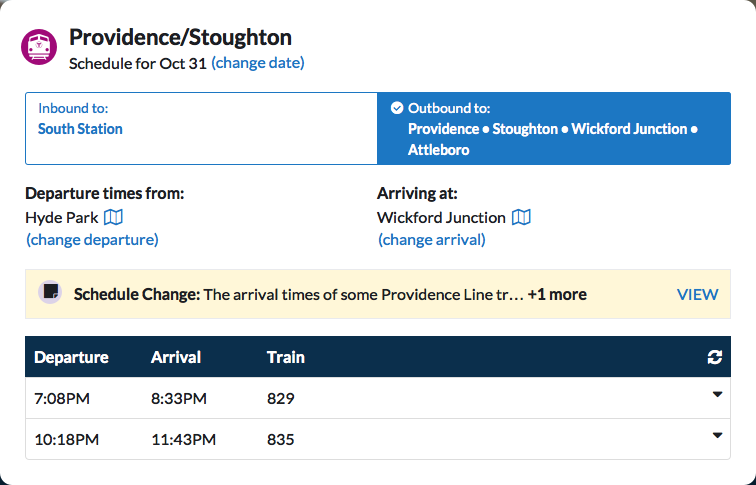 Providence/Stoughton
Schedule for Oct 31 (change date)
Inbound to:
South Station
Outbound to:
Providence • Stoughton • Wickford Junction •
Attleboro
Departure times from:
Hyde Park
(change departure)
Arriving at:
Wickford Junction
(change arrival)
Schedule Change: The arrival times of some Providence Line tr… +1 more VIEW
Departure Arrival Train
7:08PM 8:33PM 829
10:18PM 11:43PM 835